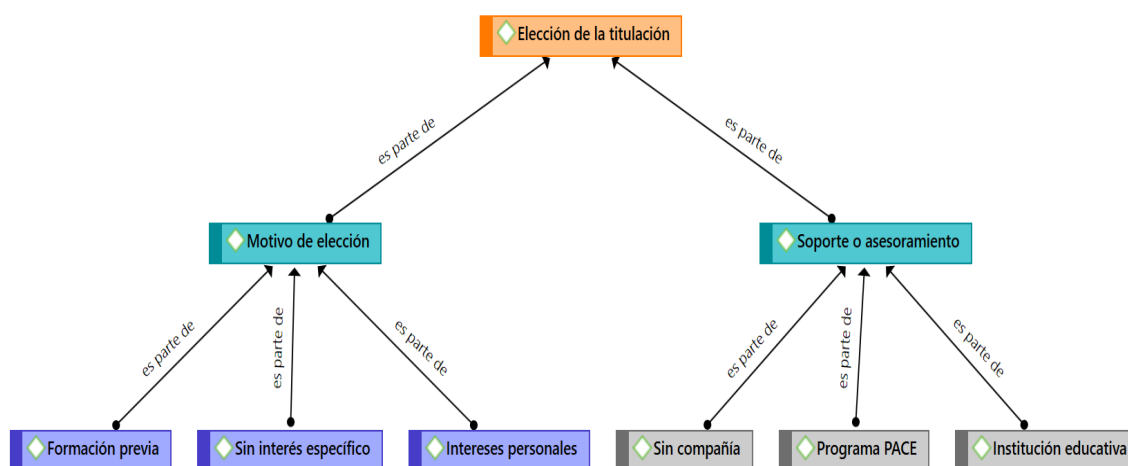 Elección de la titulación
es parte de
es parte de
Motivo de elección
Soporte o asesoramiento
es parte de
es parte de
es parte de
es parte de
es parte de
es parte de
Formación previa
Sin interés específico
Intereses personales
Sin compañía
Programa PACE
Institución educativa